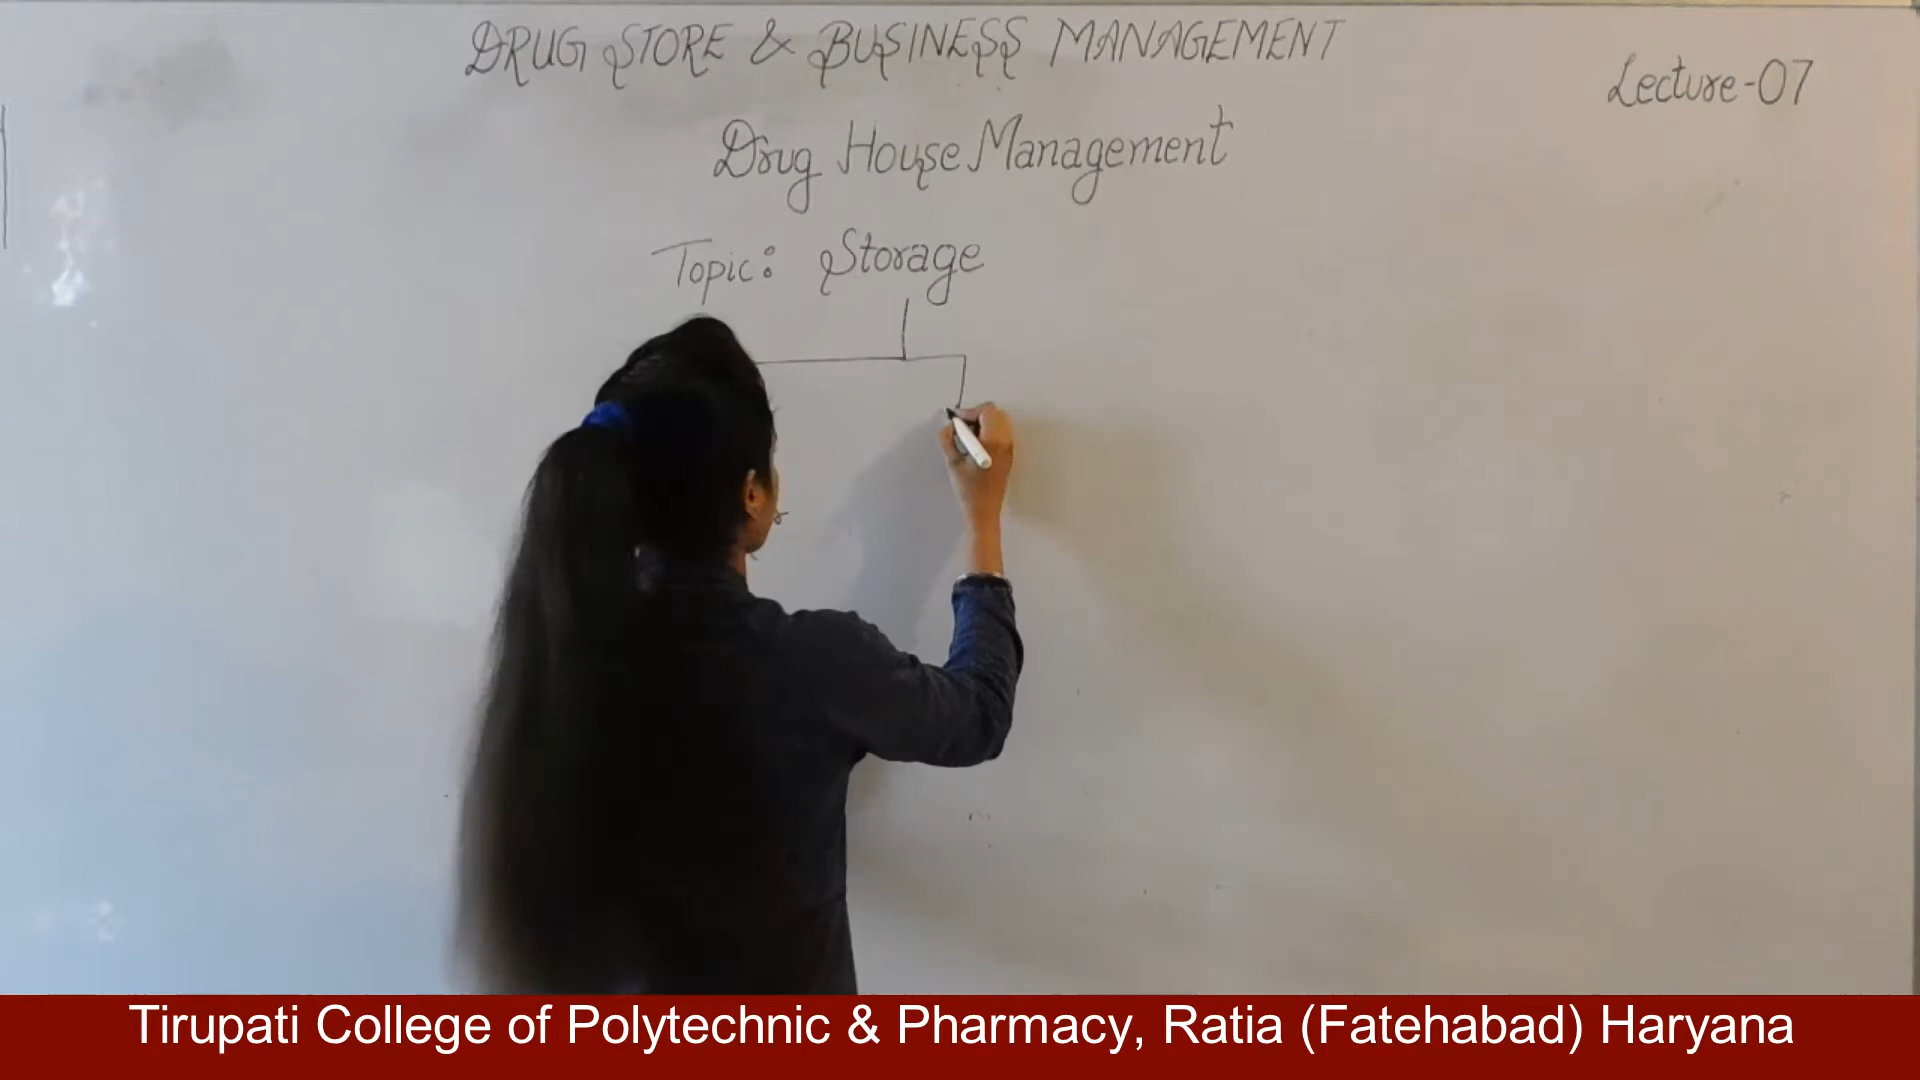 DRUG STORE & BUSINESS MANAGEMENT
Lecture-07
Drug House Management
Topic: Storage
Tirupati College of Polytechnic & Pharmacy, Ratia (Fatehabad) Haryana